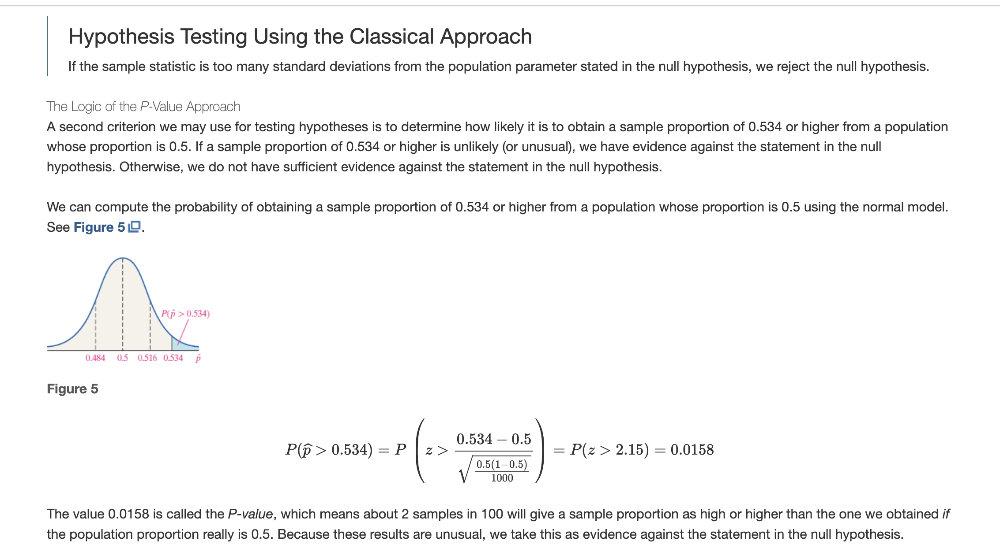 Hypothesis Testing Using the Classical Approach
If the sample statistic is too many standard deviations from the population parameter stated in the null hypothesis, we reject the null hypothesis.
The Logic of the P-Value Approach
A second criterion we may use for testing hypotheses is to determine how likely it is to obtain a sample proportion of 0.534 or higher from a population
whose proportion is 0.5. If a sample proportion of 0.534 or higher is unlikely (or unusual), we have evidence against the statement in the null
hypothesis. Otherwise, we do not have sufficient evidence against the statement in the null hypothesis.
We can compute the probability of obtaining a sample proportion of 0.534 or higher from a population whose proportion is 0.5 using the normal model.
See Figure 5.
P(p̂ > 0.534)
0.484 0.5 0.516 0.534 p̂
Figure 5
P(p̂ > 0.534) = P(z > (0.534 − 0.5) / √(0.5(1−0.5)/1000)) = P(z > 2.15) = 0.0158
The value 0.0158 is called the P-value, which means about 2 samples in 100 will give a sample proportion as high or higher than the one we obtained if
the population proportion really is 0.5. Because these results are unusual, we take this as evidence against the statement in the null hypothesis.